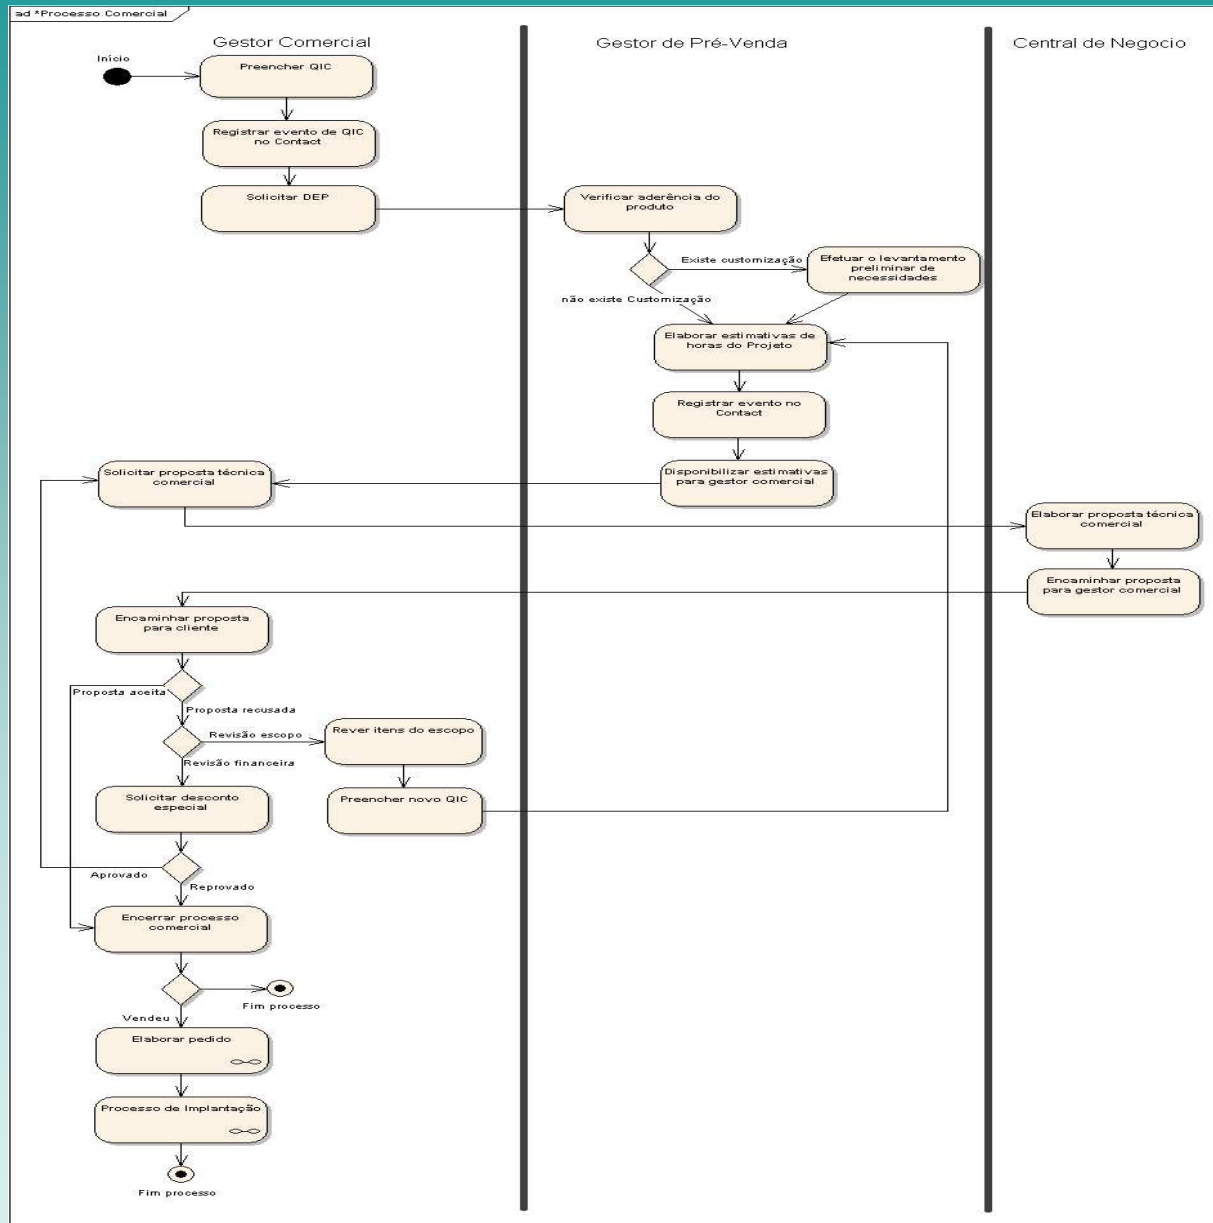 ad *Processo Comercial
Gestor Comercial
Gestor de Pré-Venda
Central de Negocio
Início
Preencher QIC
Registrar evento de QIC
no Contact
Solicitar DEP
Verificar aderência do
produto
Existe customização
Efetuar o levantamento
preliminar de
necessidades
não existe Customização
Elaborar estimativas de
horas do Projeto
Registrar evento no
Contact
Disponibilizar estimativas
para gestor comercial
Solicitar proposta técnica
comercial
Elaborar proposta técnica
comercial
Encaminhar proposta
para gestor comercial
Encaminhar proposta
para cliente
Proposta aceita
Proposta recusada
Revisão escopo
Rever itens do escopo
Revisão financeira
Preencher novo QIC
Solicitar desconto
especial
Aprovado
Reprovado
Encerrar processo
comercial
Fim processo
Vendeu
Elaborar pedido
Processo de Implantação
Fim processo